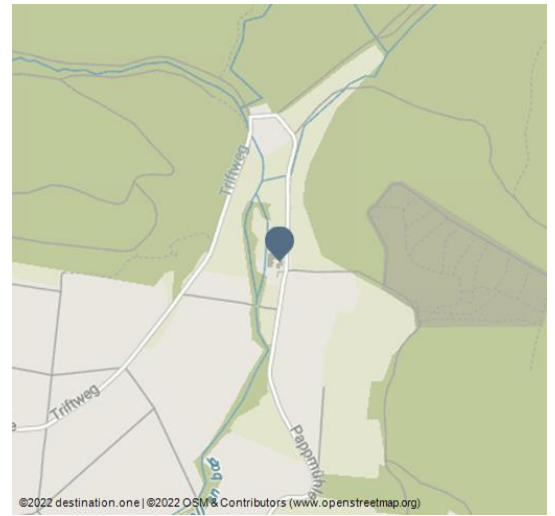 Triftweg
Triftweg
e
Pappmühle
©2022 destination.one | ©2022 OSM & Contributors (www.openstreetmap.org)